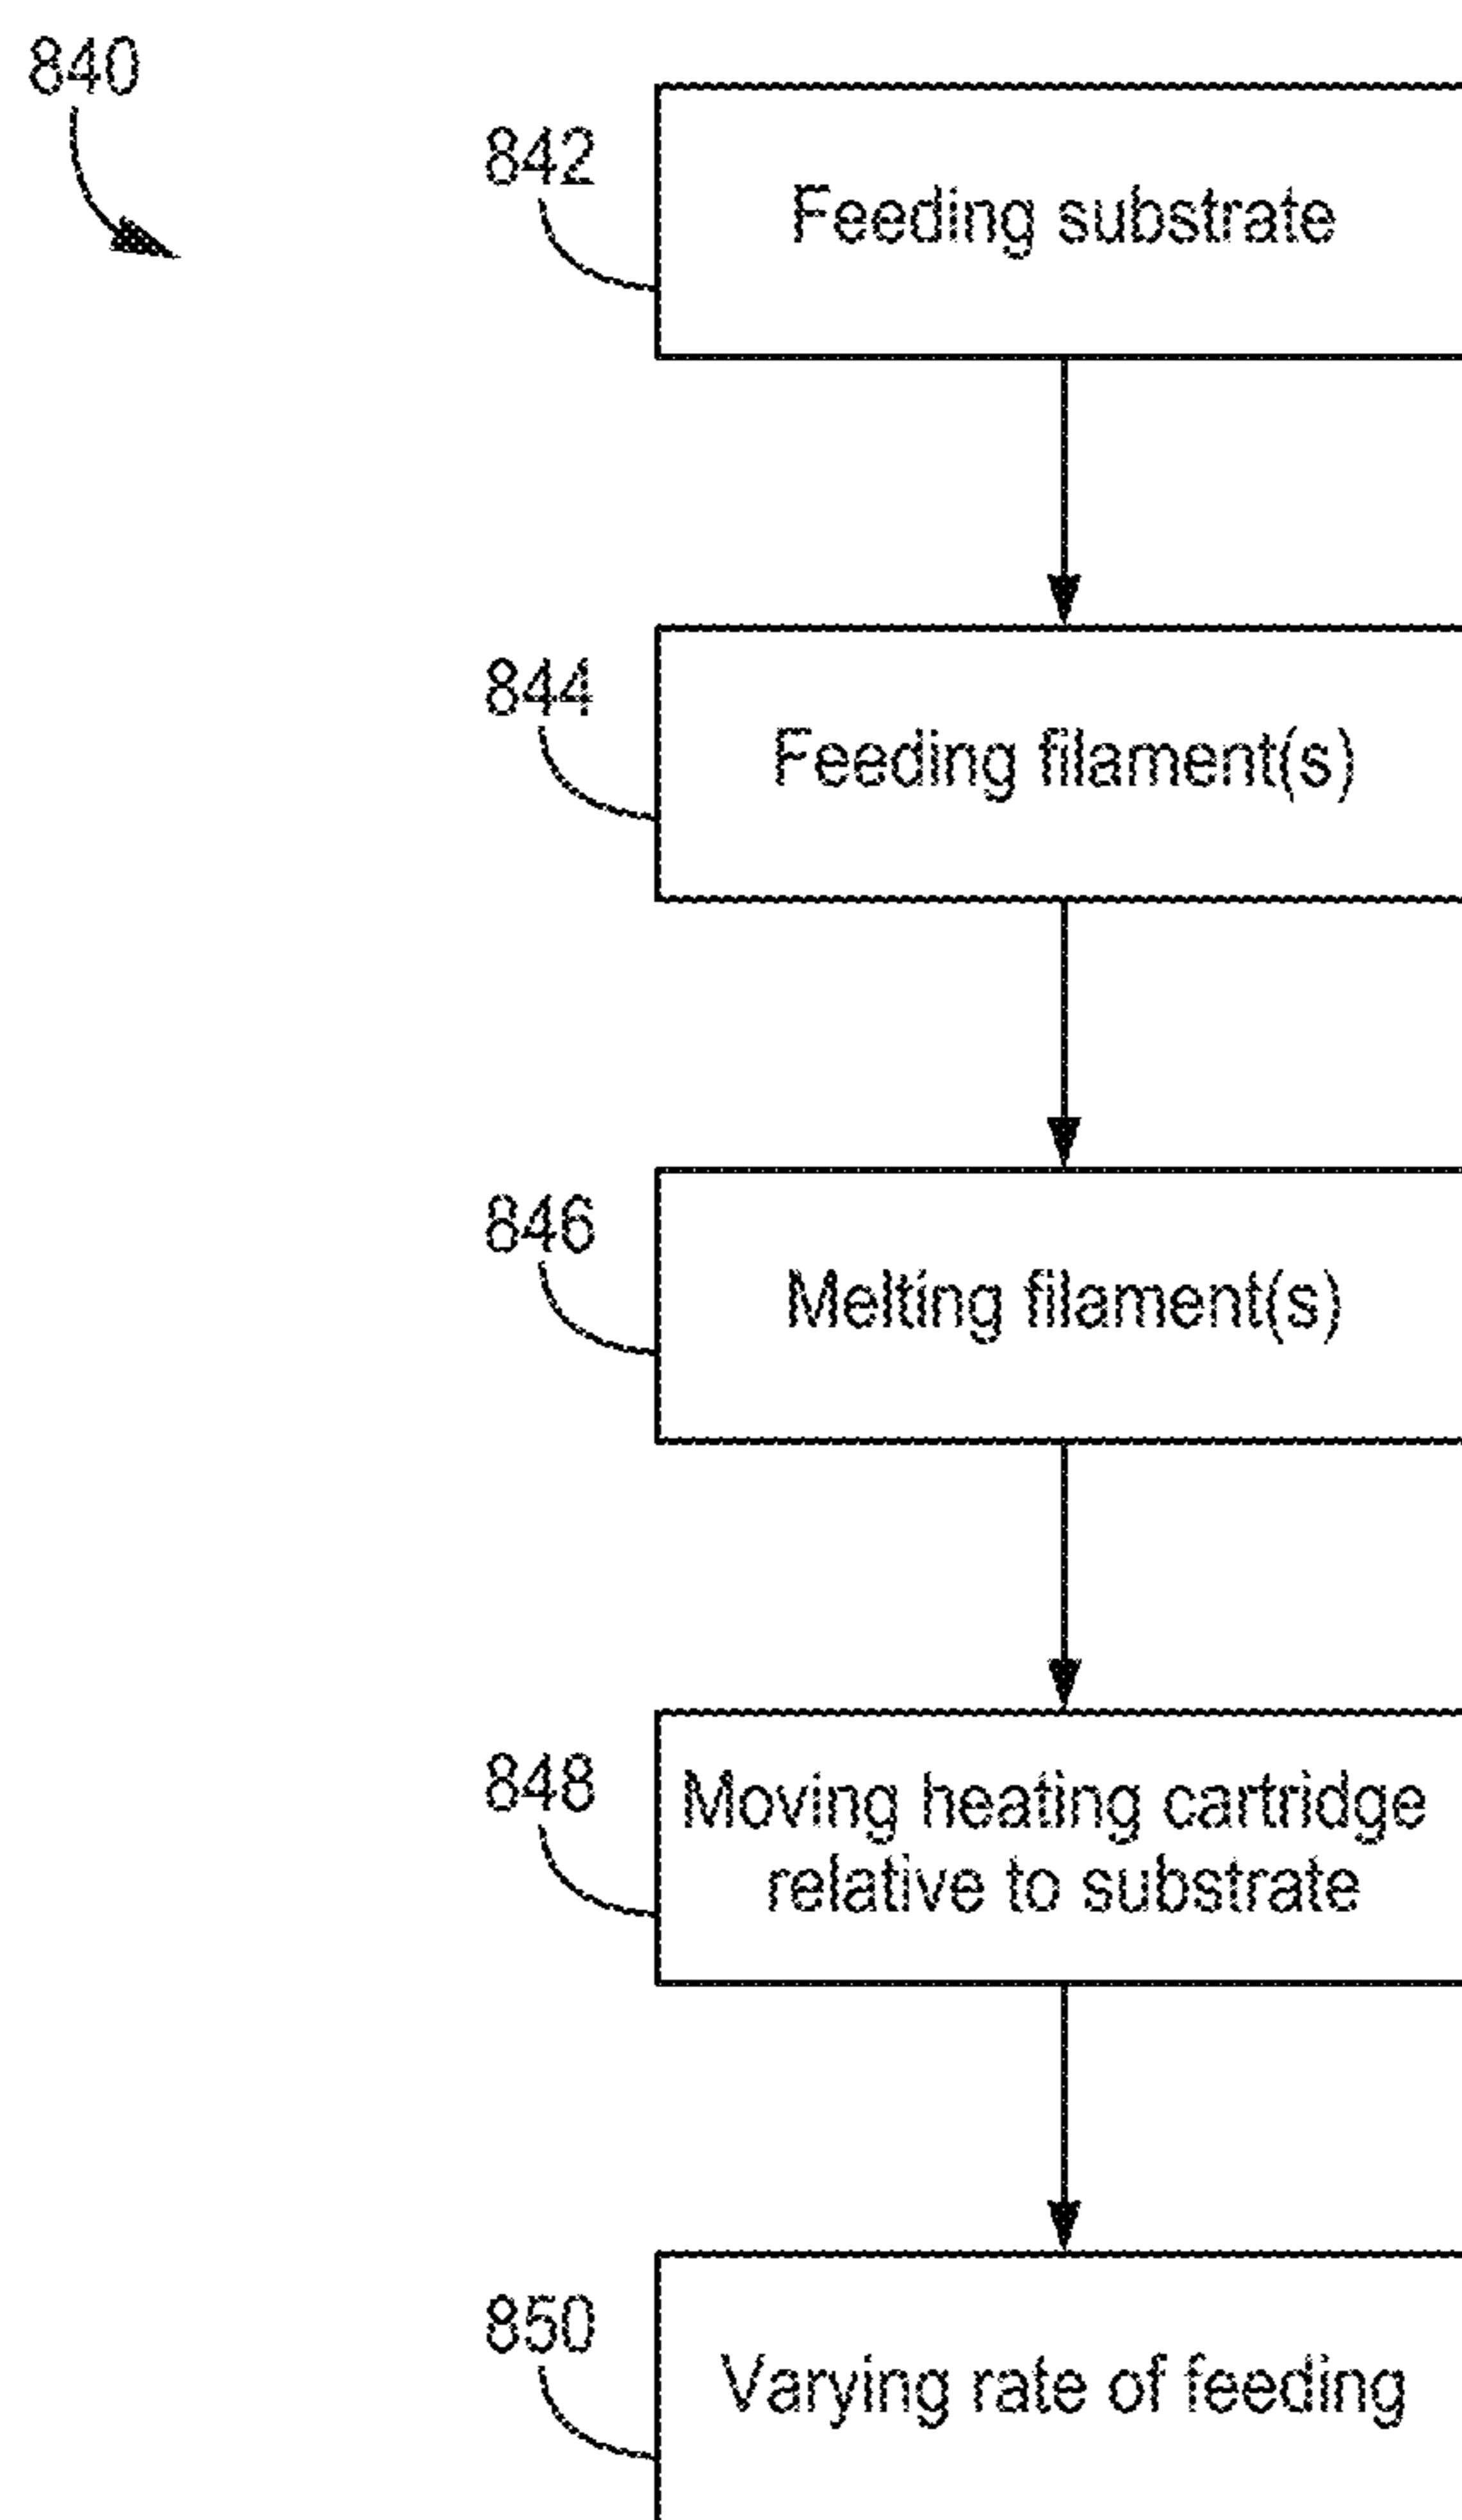 840
842
Feeding substrate
844
Feeding filament(s)
846
Melting filament(s)
848
Moving heating cartridge
relative to substrate
850
Varying rate of feeding